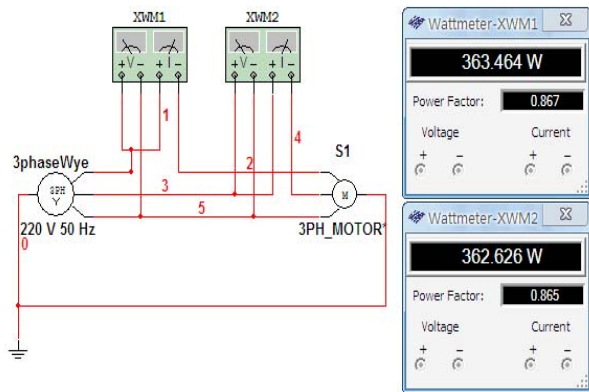 XWM1
XWM2
+ V - + I -
+ V - + I -
1
4
S1
3phaseWye
2
3PH
Y
3
M
5
220 V 50 Hz
3PH_MOTOR*
0
Wattmeter-XWM1
363.464 W
Power Factor: 0.867
Voltage Current
+ - + -
Wattmeter-XWM2
362.626 W
Power Factor: 0.865
Voltage Current
+ - + -